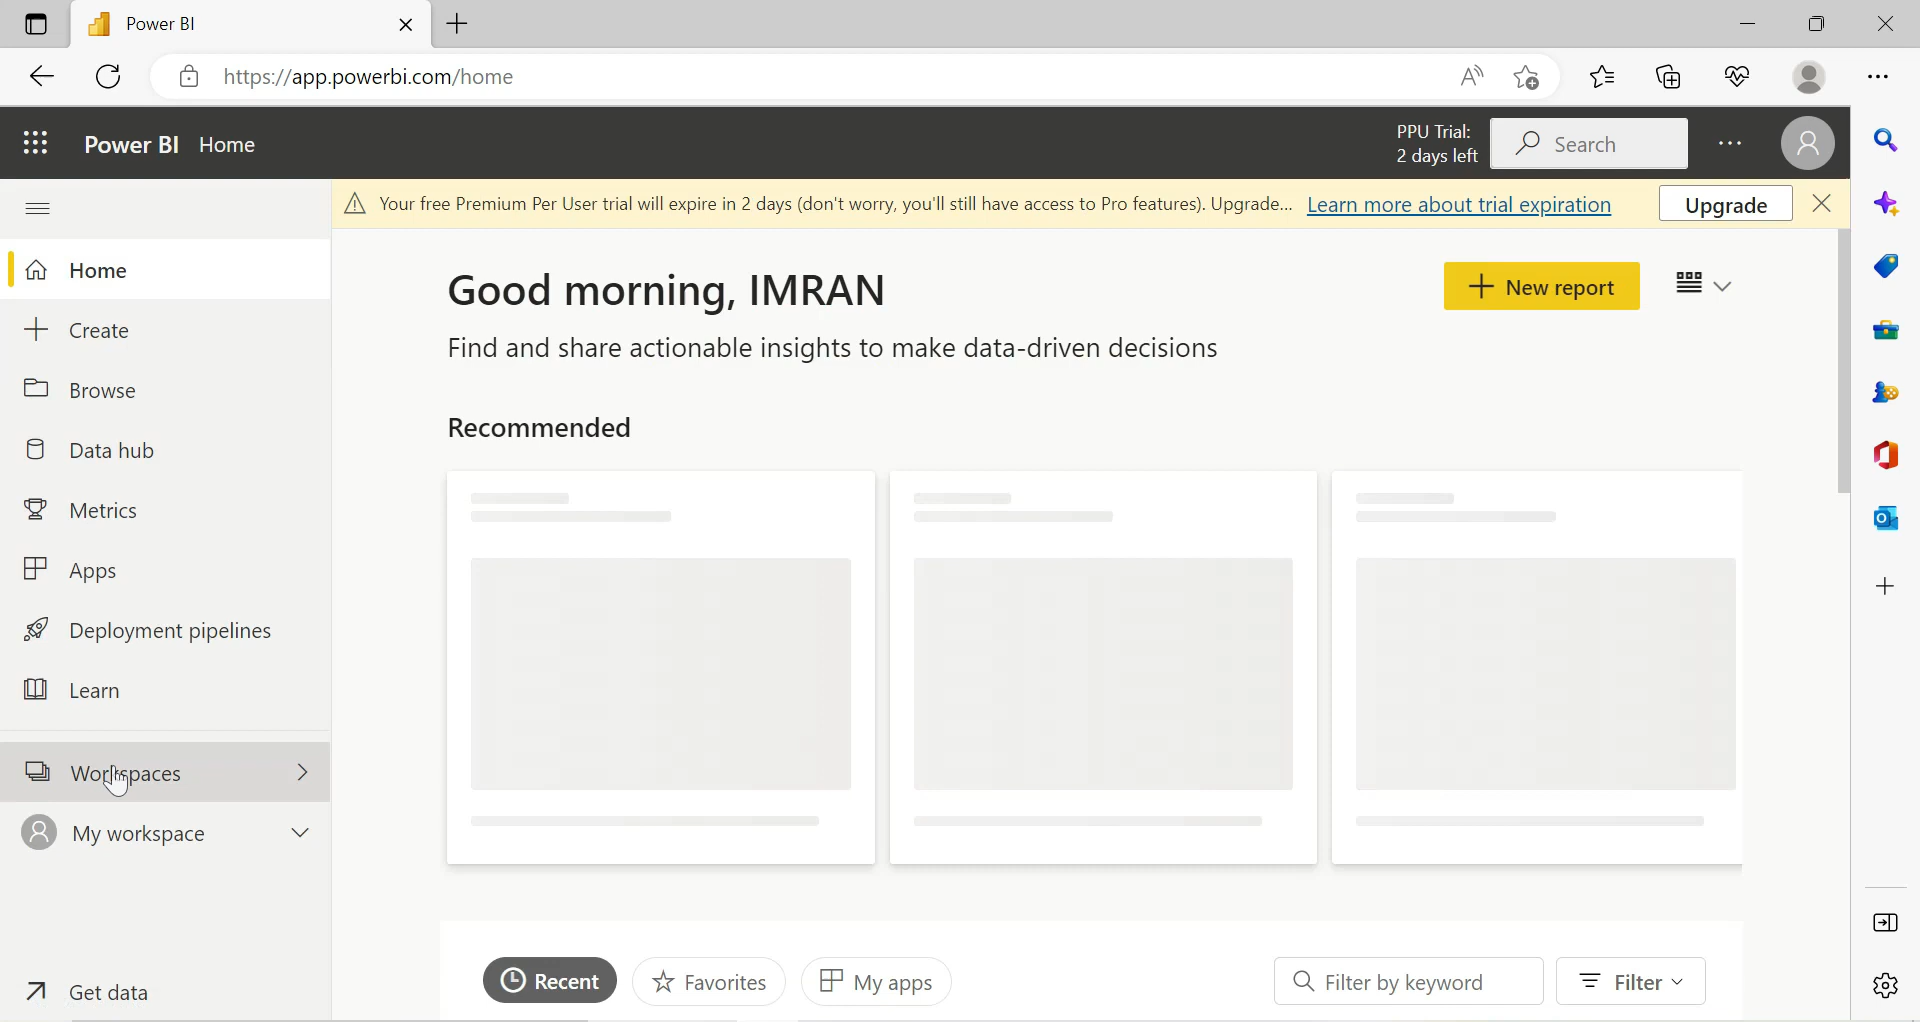 Power BI
https://app.powerbi.com/home
Power BI Home
PPU Trial:
2 days left
Search
Your free Premium Per User trial will expire in 2 days (don't worry, you'll still have access to Pro features). Upgrade... Learn more about trial expiration
Upgrade
Home
Create
Browse
Data hub
Metrics
Apps
Deployment pipelines
Learn
Workspaces
My workspace
Get data
Good morning, IMRAN
New report
Find and share actionable insights to make data-driven decisions
Recommended
Recent
Favorites
My apps
Filter by keyword
Filter